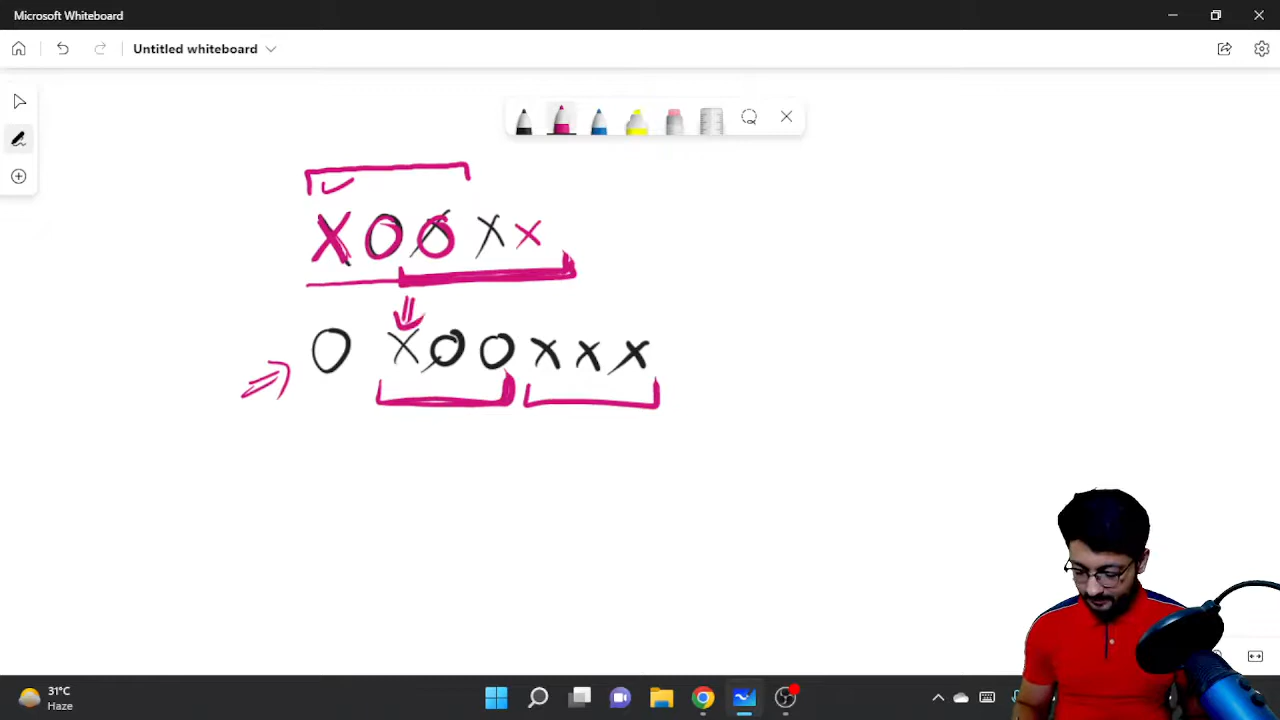 Microsoft Whiteboard
Untitled whiteboard
X O O X X
O X O O X X X
31°C
Haze